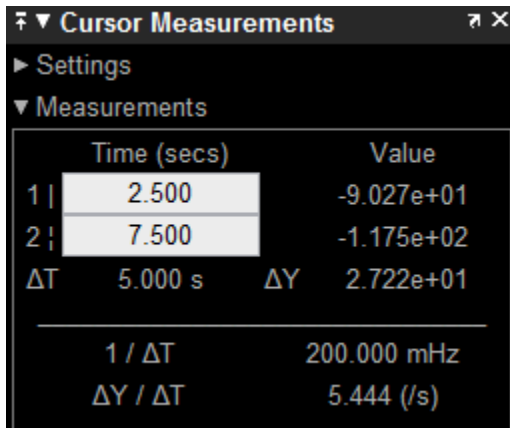 Cursor Measurements
Settings
Measurements
Time (secs) Value
1 | 2.500 -9.027e+01
2 ¦ 7.500 -1.175e+02
ΔT 5.000 s ΔY 2.722e+01
1 / ΔT 200.000 mHz
ΔY / ΔT 5.444 (/s)